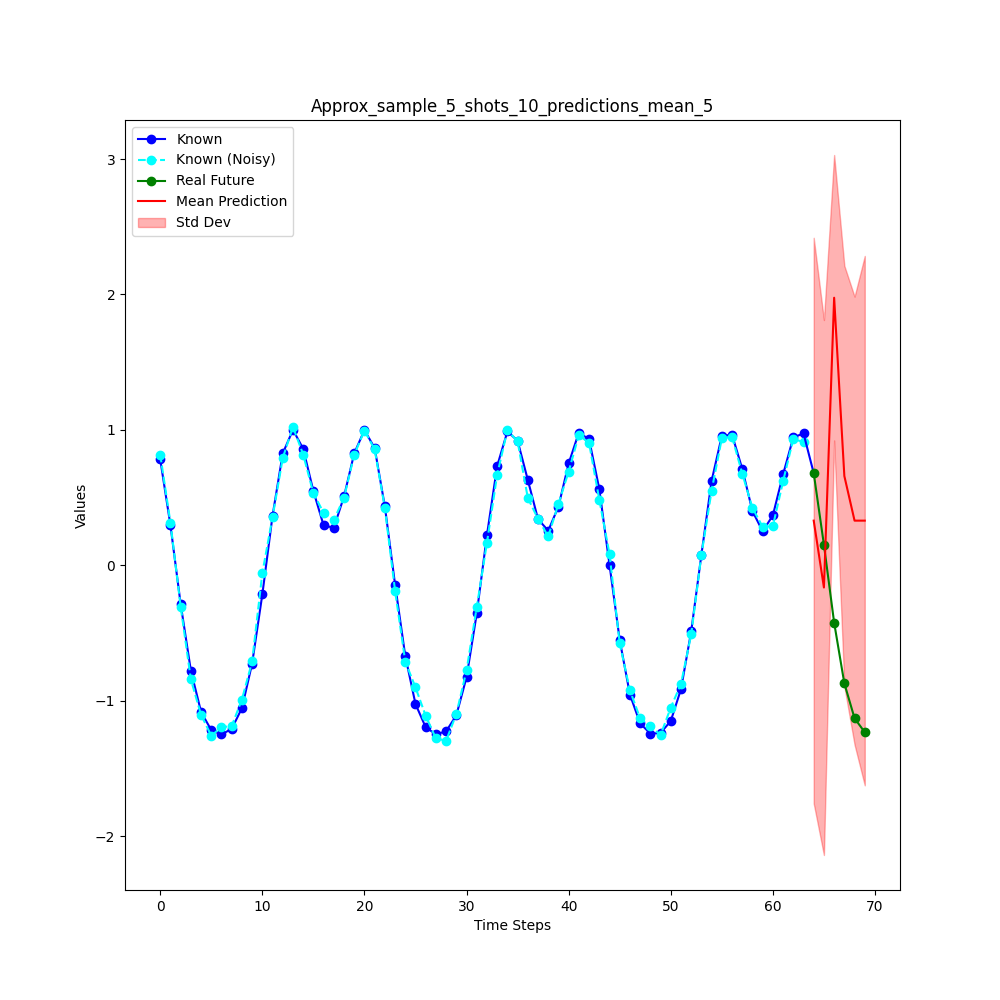 Approx_sample_5_shots_10_predictions_mean_5
Known
Known (Noisy)
Real Future
Mean Prediction
Std Dev
3
2
1
0
−1
−2
Values
0 10 20 30 40 50 60 70
Time Steps